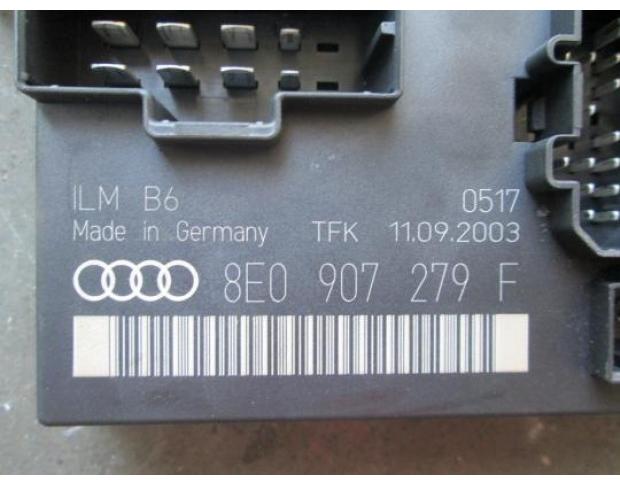 ILM B6 0517
Made in Germany TFK 11.09.2003
8E0 907 279 F